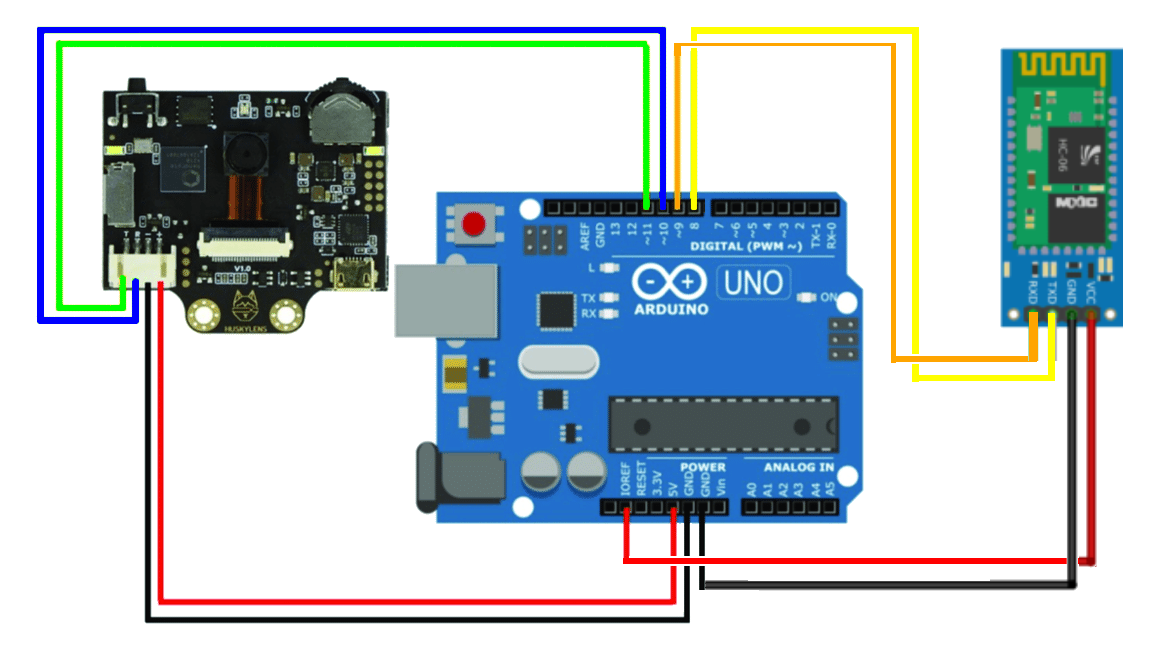 T R - +
V1.0
HUSKYLENS
AREF
GND
13
12
~11
~10
~9
8
7
~6
~5
4
~3
2
TX-1
RX-0
DIGITAL (PWM ~)
L
TX
RX
ON
UNO
ARDUINO
POWER
ANALOG IN
IOREF
RESET
3.3V
5V
GND
GND
Vin
A0
A1
A2
A3
A4
A5
HC-06
MXIC
RXD
TXD
GND
VCC